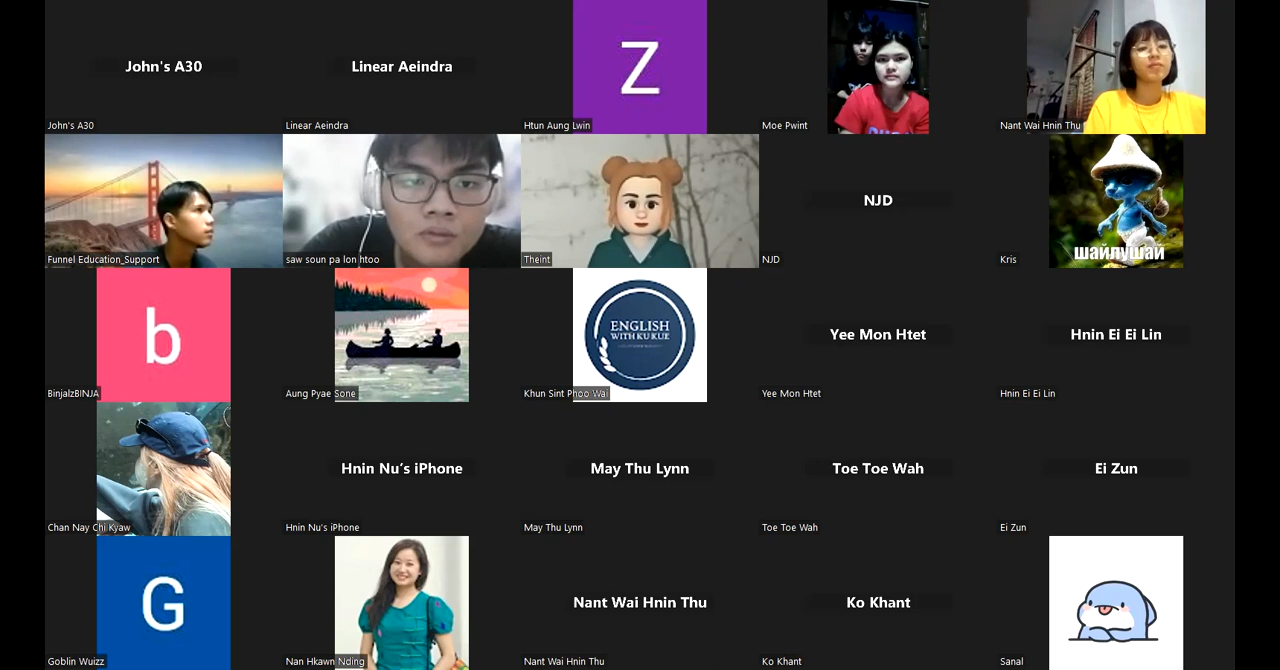 John's A30
Linear Aeindra
Z
John's A30
Linear Aeindra
Htun Aung Lwin
Moe Pwint
Nant Wai Hnin Thu
NJD
шайлушай
Funnel Education_Support
saw soun pa lon htoo
Theint
NJD
Kris
b
ENGLISH
WITH KU KUE
Yee Mon Htet
Hnin Ei Ei Lin
BinjaIzBINJA
Aung Pyae Sone
Khun Sint Phoo Wai
Yee Mon Htet
Hnin Ei Ei Lin
Hnin Nu’s iPhone
May Thu Lynn
Toe Toe Wah
Ei Zun
Chan Nay Chi Kyaw
Hnin Nu’s iPhone
May Thu Lynn
Toe Toe Wah
Ei Zun
G
Nant Wai Hnin Thu
Ko Khant
Goblin Wuizz
Nan Hkawn Nding
Nant Wai Hnin Thu
Ko Khant
Sanal